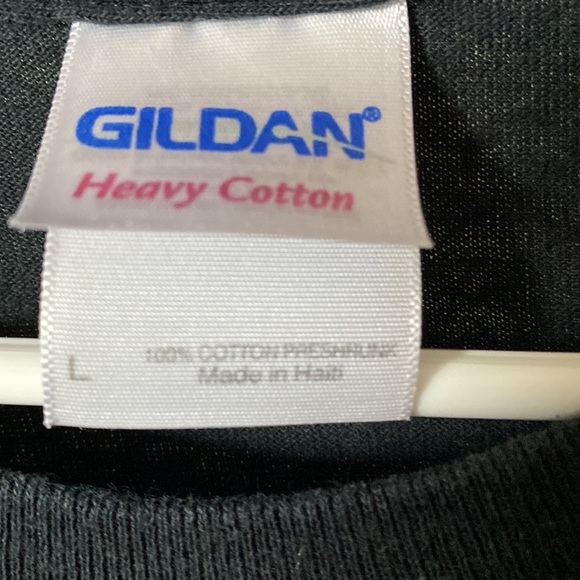 GILDAN®
Heavy Cotton
L 100% COTTON PRESHRUNK
Made in Haiti